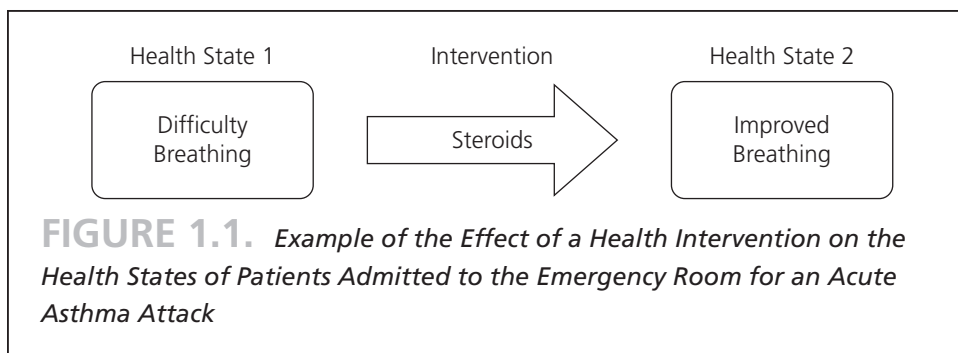 Health State 1
Intervention
Health State 2
Difficulty
Breathing
Steroids
Improved
Breathing
FIGURE 1.1. Example of the Effect of a Health Intervention on the
Health States of Patients Admitted to the Emergency Room for an Acute
Asthma Attack